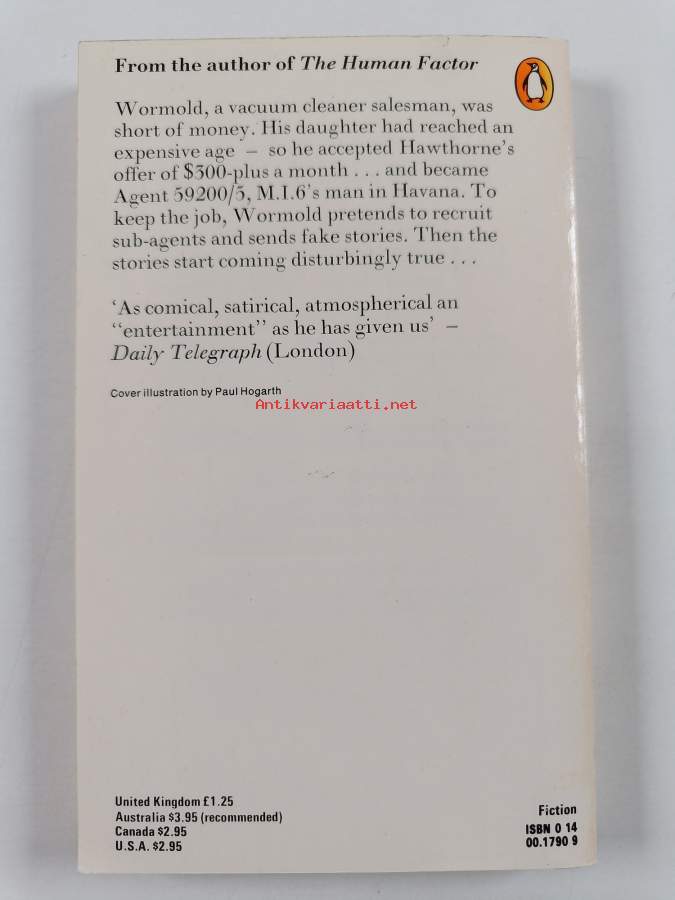 From the author of The Human Factor
Wormold, a vacuum cleaner salesman, was
short of money. His daughter had reached an
expensive age – so he accepted Hawthorne's
offer of $300-plus a month . . . and became
Agent 59200/5, M.I.6's man in Havana. To
keep the job, Wormold pretends to recruit
sub-agents and sends fake stories. Then the
stories start coming disturbingly true . . .
'As comical, satirical, atmospherical an
"entertainment" as he has given us' –
Daily Telegraph (London)
Cover illustration by Paul Hogarth
Antikvariaatti.net
United Kingdom £1.25
Australia $3.95 (recommended)
Canada $2.95
U.S.A. $2.95
Fiction
ISBN 0 14
00.1790 9